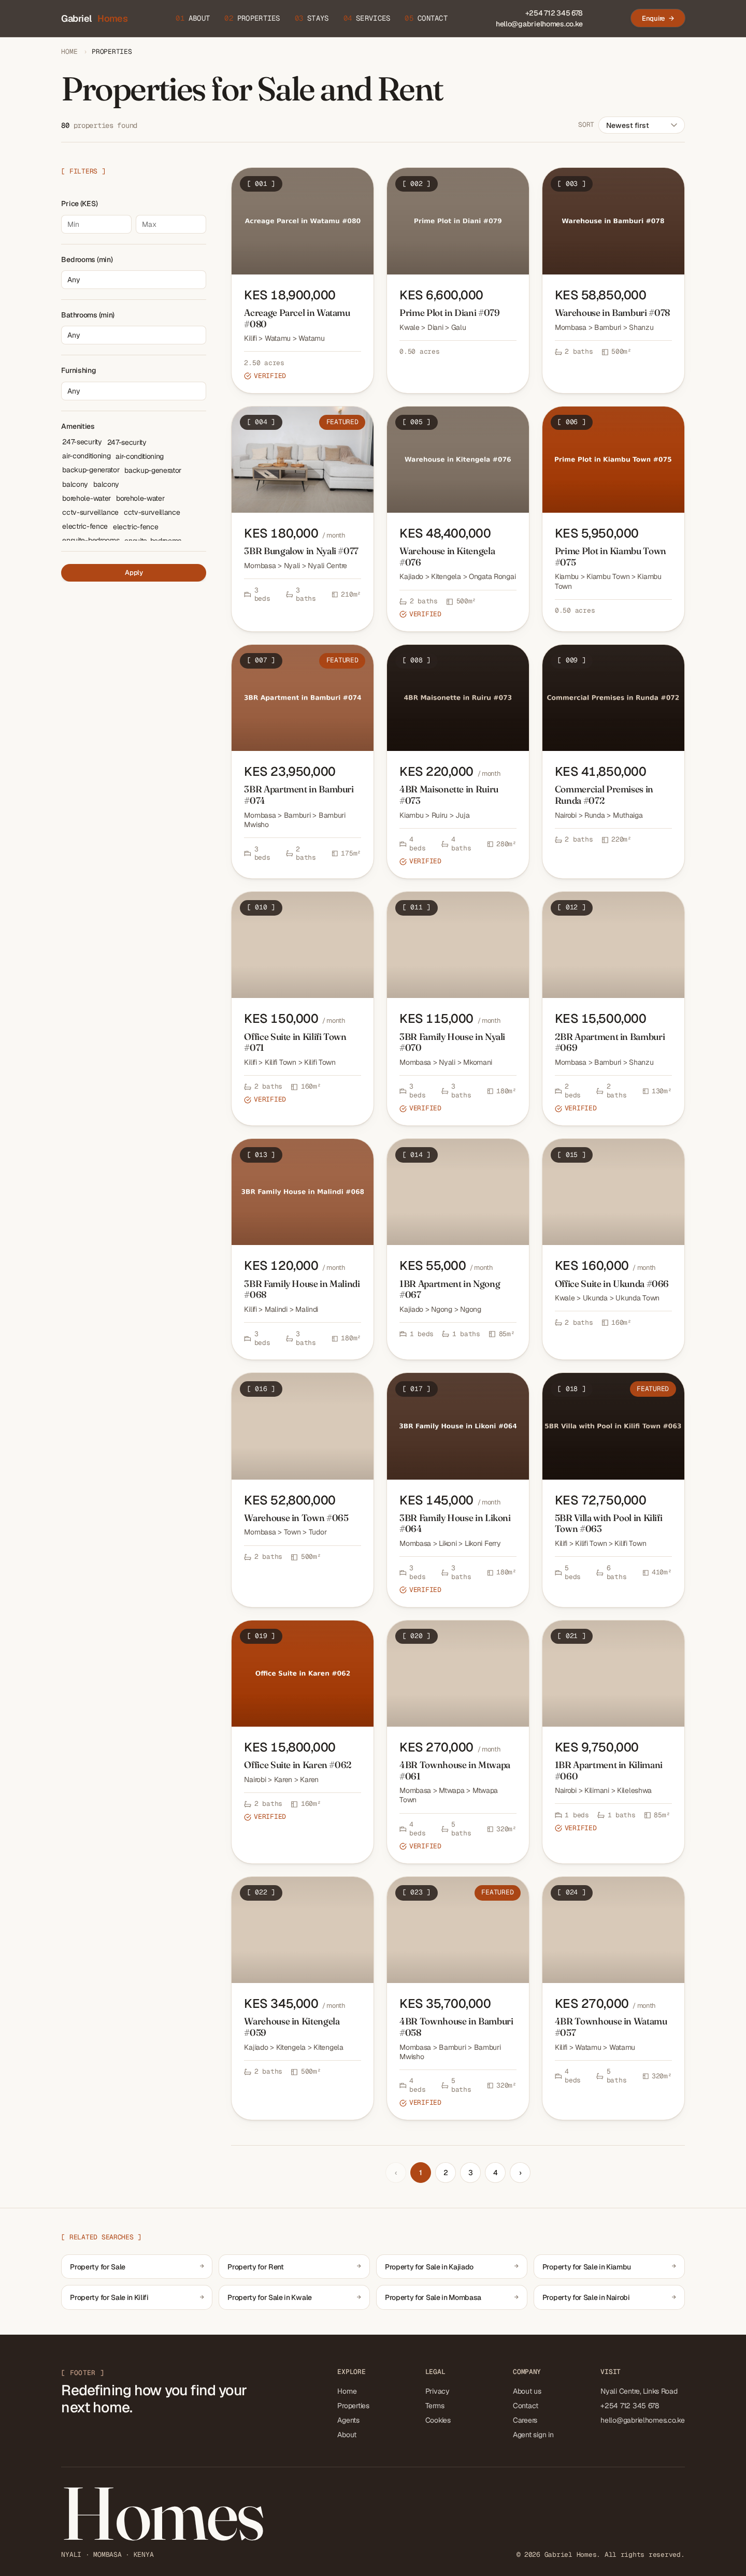 Gabriel Homes
01 ABOUT 02 PROPERTIES 03 STAYS 04 SERVICES 05 CONTACT
+254 712 345 678
hello@gabrielhomes.co.ke
Enquire →
HOME · PROPERTIES
Properties for Sale and Rent
80 properties found
SORT Newest first
[ FILTERS ]
Price (KES)
Min Max
Bedrooms (min)
Any
Bathrooms (min)
Any
Furnishing
Any
Amenities
247-security 247-security
air-conditioning air-conditioning
backup-generator backup-generator
balcony balcony
borehole-water borehole-water
cctv-surveillance cctv-surveillance
electric-fence electric-fence
Apply
[ 001 ]
Acreage Parcel in Watamu #080
KES 18,900,000
Acreage Parcel in Watamu
#080
Kilifi > Watamu > Watamu
2.50 acres
VERIFIED
[ 002 ]
Prime Plot in Diani #079
KES 6,600,000
Prime Plot in Diani #079
Kwale > Diani > Galu
0.50 acres
[ 003 ]
Warehouse in Bamburi #078
KES 58,850,000
Warehouse in Bamburi #078
Mombasa > Bamburi > Shanzu
2 baths 500m²
[ 004 ] FEATURED
KES 180,000 / month
3BR Bungalow in Nyali #077
Mombasa > Nyali > Nyali Centre
3 beds 3 baths 210m²
[ 005 ]
Warehouse in Kitengela #076
KES 48,400,000
Warehouse in Kitengela
#076
Kajiado > Kitengela > Ongata Rongai
2 baths 500m²
VERIFIED
[ 006 ]
Prime Plot in Kiambu Town #075
KES 5,950,000
Prime Plot in Kiambu Town
#075
Kiambu > Kiambu Town > Kiambu
Town
0.50 acres
[ 007 ] FEATURED
3BR Apartment in Bamburi #074
KES 23,950,000
3BR Apartment in Bamburi
#074
Mombasa > Bamburi > Bamburi
Mwisho
3 beds 2 baths 175m²
[ 008 ]
4BR Maisonette in Ruiru #073
KES 220,000 / month
4BR Maisonette in Ruiru
#073
Kiambu > Ruiru > Juja
4 beds 4 baths 280m²
VERIFIED
[ 009 ]
Commercial Premises in Runda #072
KES 41,850,000
Commercial Premises in
Runda #072
Nairobi > Runda > Muthaiga
2 baths 220m²
[ 010 ]
KES 150,000 / month
Office Suite in Kilifi Town
#071
Kilifi > Kilifi Town > Kilifi Town
2 baths 160m²
VERIFIED
[ 011 ]
KES 115,000 / month
3BR Family House in Nyali
#070
Mombasa > Nyali > Mkomani
3 beds 3 baths 180m²
VERIFIED
[ 012 ]
KES 15,500,000
2BR Apartment in Bamburi
#069
Mombasa > Bamburi > Shanzu
2 beds 2 baths 130m²
VERIFIED
[ 013 ]
3BR Family House in Malindi #068
KES 120,000 / month
3BR Family House in Malindi
#068
Kilifi > Malindi > Malindi
3 beds 3 baths 180m²
[ 014 ]
KES 55,000 / month
1BR Apartment in Ngong
#067
Kajiado > Ngong > Ngong
1 beds 1 baths 85m²
[ 015 ]
KES 160,000 / month
Office Suite in Ukunda #066
Kwale > Ukunda > Ukunda Town
2 baths 160m²
[ 016 ]
KES 52,800,000
Warehouse in Town #065
Mombasa > Town > Tudor
2 baths 500m²
[ 017 ]
3BR Family House in Likoni #064
KES 145,000 / month
3BR Family House in Likoni
#064
Mombasa > Likoni > Likoni Ferry
3 beds 3 baths 180m²
VERIFIED
[ 018 ] FEATURED
5BR Villa with Pool in Kilifi Town #063
KES 72,750,000
5BR Villa with Pool in Kilifi
Town #063
Kilifi > Kilifi Town > Kilifi Town
5 beds 6 baths 410m²
[ 019 ]
Office Suite in Karen #062
KES 15,800,000
Office Suite in Karen #062
Nairobi > Karen > Karen
2 baths 160m²
VERIFIED
[ 020 ]
KES 270,000 / month
4BR Townhouse in Mtwapa
#061
Mombasa > Mtwapa > Mtwapa
Town
4 beds 5 baths 320m²
VERIFIED
[ 021 ]
KES 9,750,000
1BR Apartment in Kilimani
#060
Nairobi > Kilimani > Kileleshwa
1 beds 1 baths 85m²
VERIFIED
[ 022 ]
KES 345,000 / month
Warehouse in Kitengela
#059
Kajiado > Kitengela > Kitengela
2 baths 500m²
[ 023 ] FEATURED
KES 35,700,000
4BR Townhouse in Bamburi
#058
Mombasa > Bamburi > Bamburi
Mwisho
4 beds 5 baths 320m²
VERIFIED
[ 024 ]
KES 270,000 / month
4BR Townhouse in Watamu
#057
Kilifi > Watamu > Watamu
4 beds 5 baths 320m²
‹ 1 2 3 4 ›
[ RELATED SEARCHES ]
Property for Sale →
Property for Rent →
Property for Sale in Kajiado →
Property for Sale in Kiambu →
Property for Sale in Kilifi →
Property for Sale in Kwale →
Property for Sale in Mombasa →
Property for Sale in Nairobi →
[ FOOTER ]
Redefining how you find your
next home.
EXPLORE
Home
Properties
Agents
About
LEGAL
Privacy
Terms
Cookies
COMPANY
About us
Contact
Careers
Agent sign in
VISIT
Nyali Centre, Links Road
+254 712 345 678
hello@gabrielhomes.co.ke
Homes
NYALI · MOMBASA · KENYA
© 2026 Gabriel Homes. All rights reserved.